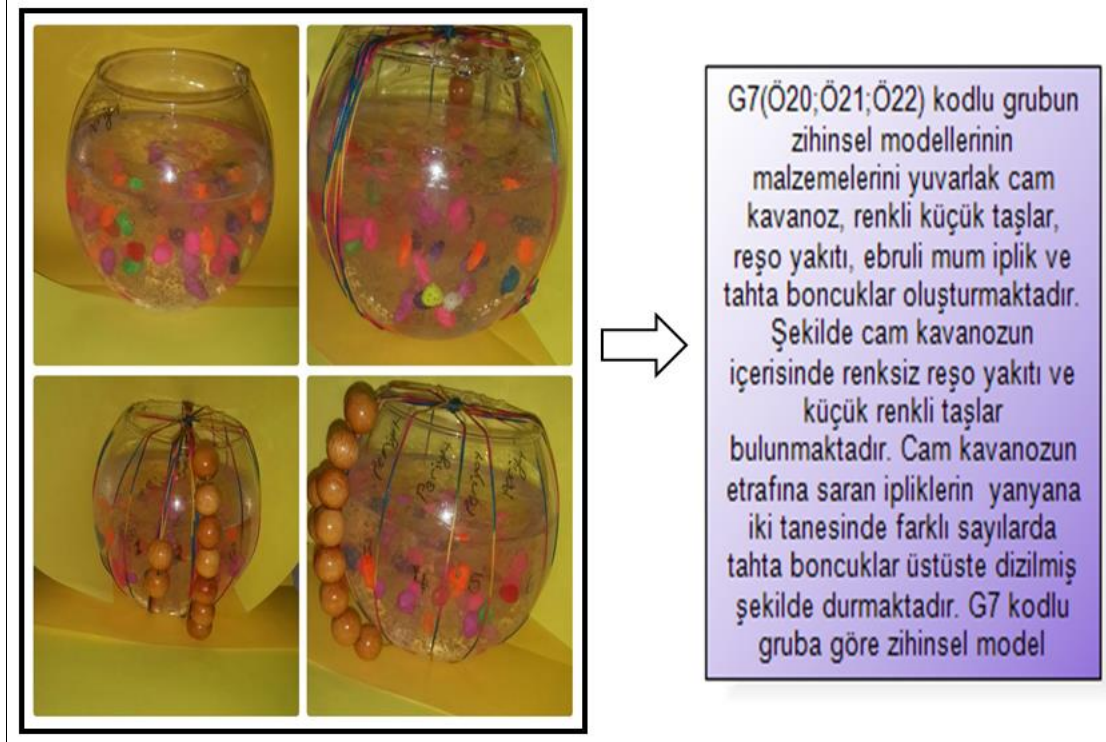 G7(Ö20;Ö21;Ö22) kodlu grubun
zihinsel modellerinin
malzemelerini yuvarlak cam
kavanoz, renkli küçük taşlar,
reşo yakıtı, ebruli mum iplik ve
tahta boncuklar oluşturmaktadır.
Şekilde cam kavanozun
içerisinde renksiz reşo yakıtı ve
küçük renkli taşlar
bulunmaktadır. Cam kavanozun
etrafına saran ipliklerin yanyana
iki tanesinde farklı sayılarda
tahta boncuklar üstüste dizilmiş
şekilde durmaktadır. G7 kodlu
gruba göre zihinsel model